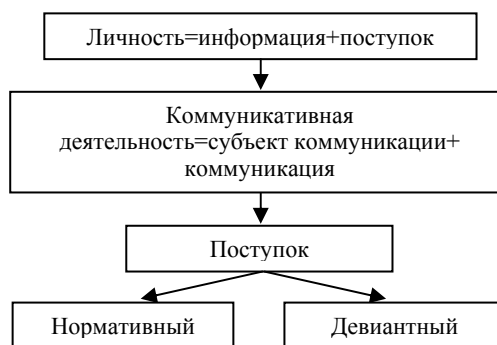 Личность=информация+поступок
Коммуникативная
деятельность=субъект коммуникации+
коммуникация
Поступок
Нормативный
Девиантный